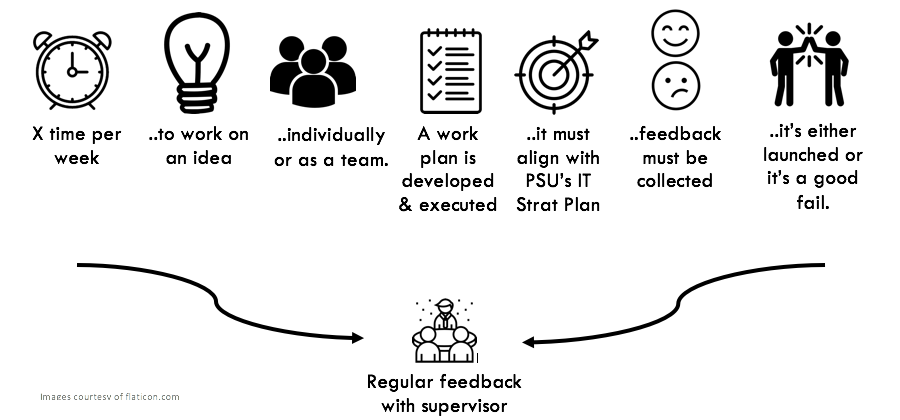 X time per
week
..to work on
an idea
..individually
or as a team.
A work
plan is
developed
& executed
..it must
align with
PSU's IT
Strat Plan
..feedback
must be
collected
..it's either
launched or
it's a good
fail.
Regular feedback
with supervisor
Images courtesy of flaticon.com